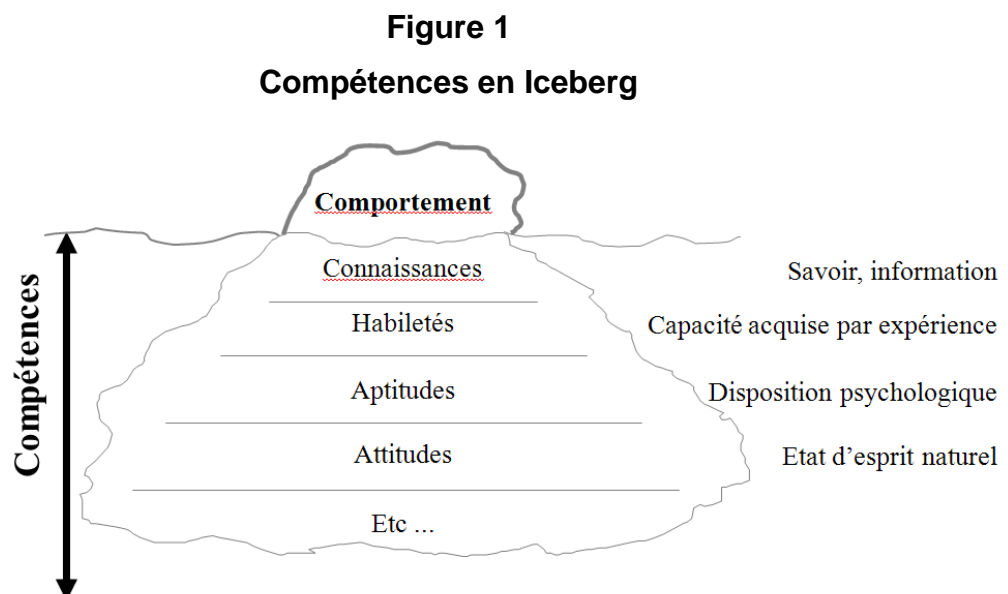 Figure 1
Compétences en Iceberg
Comportement
Connaissances
Savoir, information
Habiletés
Capacité acquise par expérience
Aptitudes
Disposition psychologique
Attitudes
Etat d’esprit naturel
Etc ...
Compétences